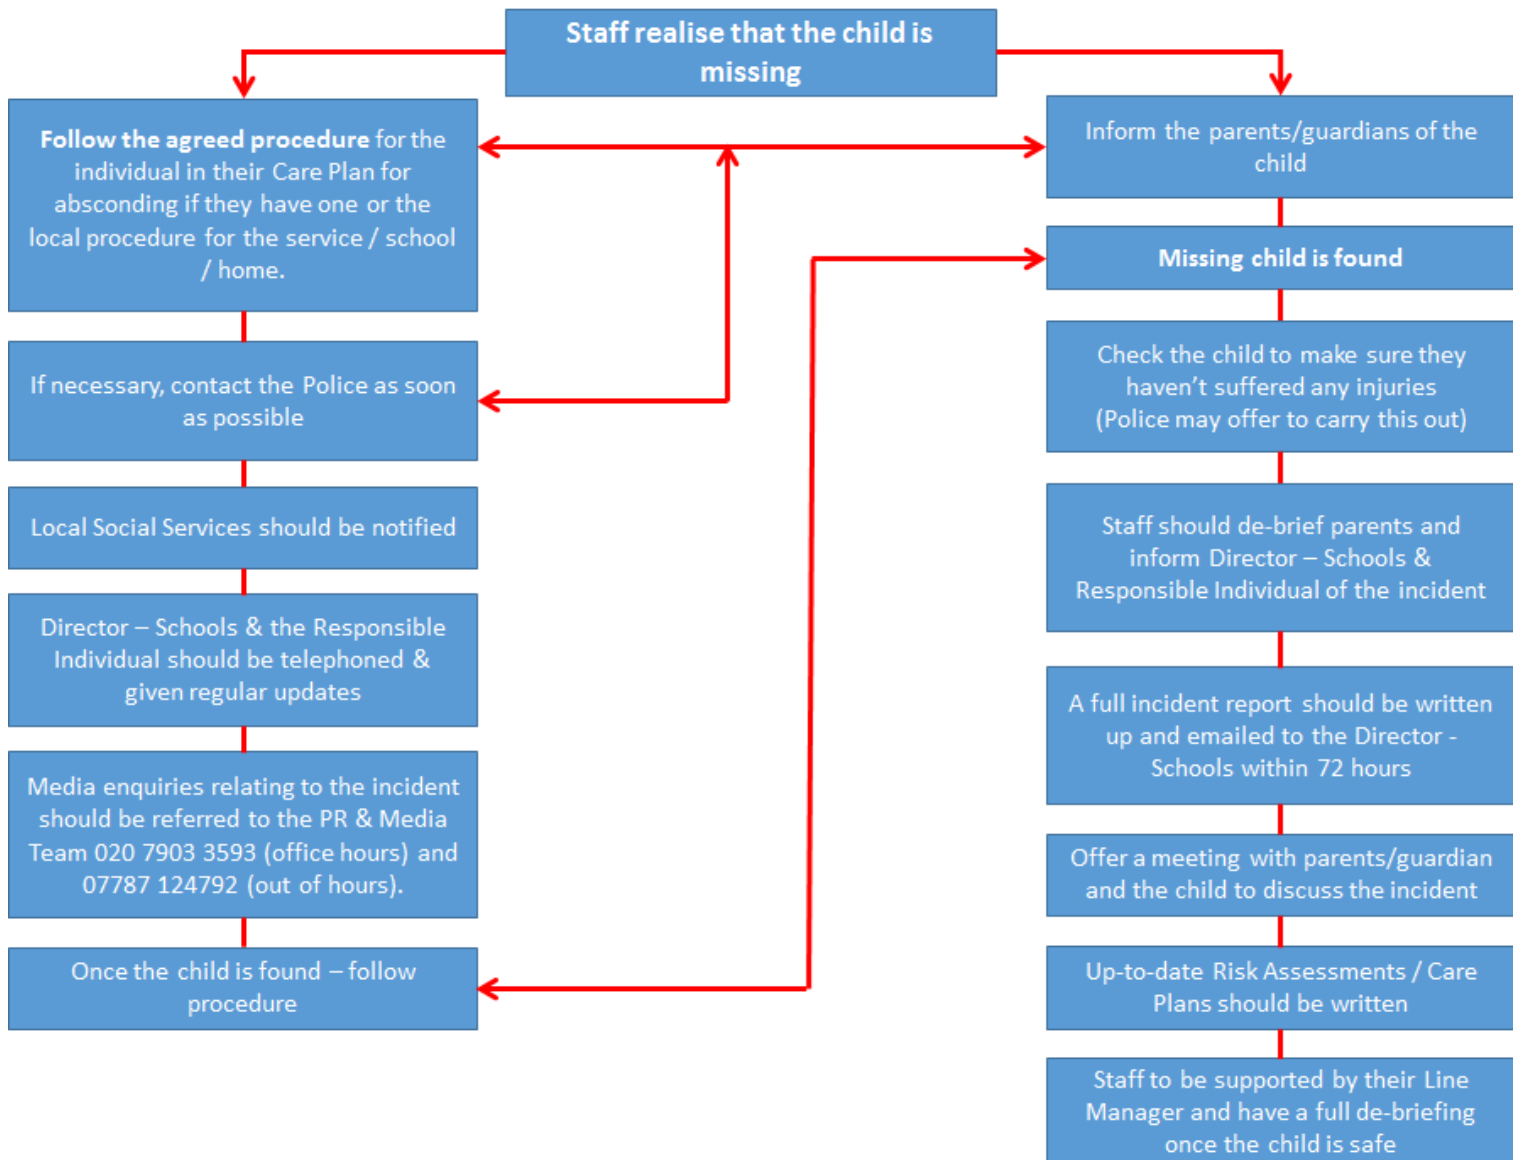 Staff realise that the child is
missing
Follow the agreed procedure for the
individual in their Care Plan for
absconding if they have one or the
local procedure for the service / school
/ home.
If necessary, contact the Police as soon
as possible
Local Social Services should be notified
Director – Schools & the Responsible
Individual should be telephoned &
given regular updates
Media enquiries relating to the incident
should be referred to the PR & Media
Team 020 7903 3593 (office hours) and
07787 124792 (out of hours).
Once the child is found – follow
procedure
Inform the parents/guardians of the
child
Missing child is found
Check the child to make sure they
haven’t suffered any injuries
(Police may offer to carry this out)
Staff should de-brief parents and
inform Director – Schools &
Responsible Individual of the incident
A full incident report should be written
up and emailed to the Director -
Schools within 72 hours
Offer a meeting with parents/guardian
and the child to discuss the incident
Up-to-date Risk Assessments / Care
Plans should be written
Staff to be supported by their Line
Manager and have a full de-briefing
once the child is safe